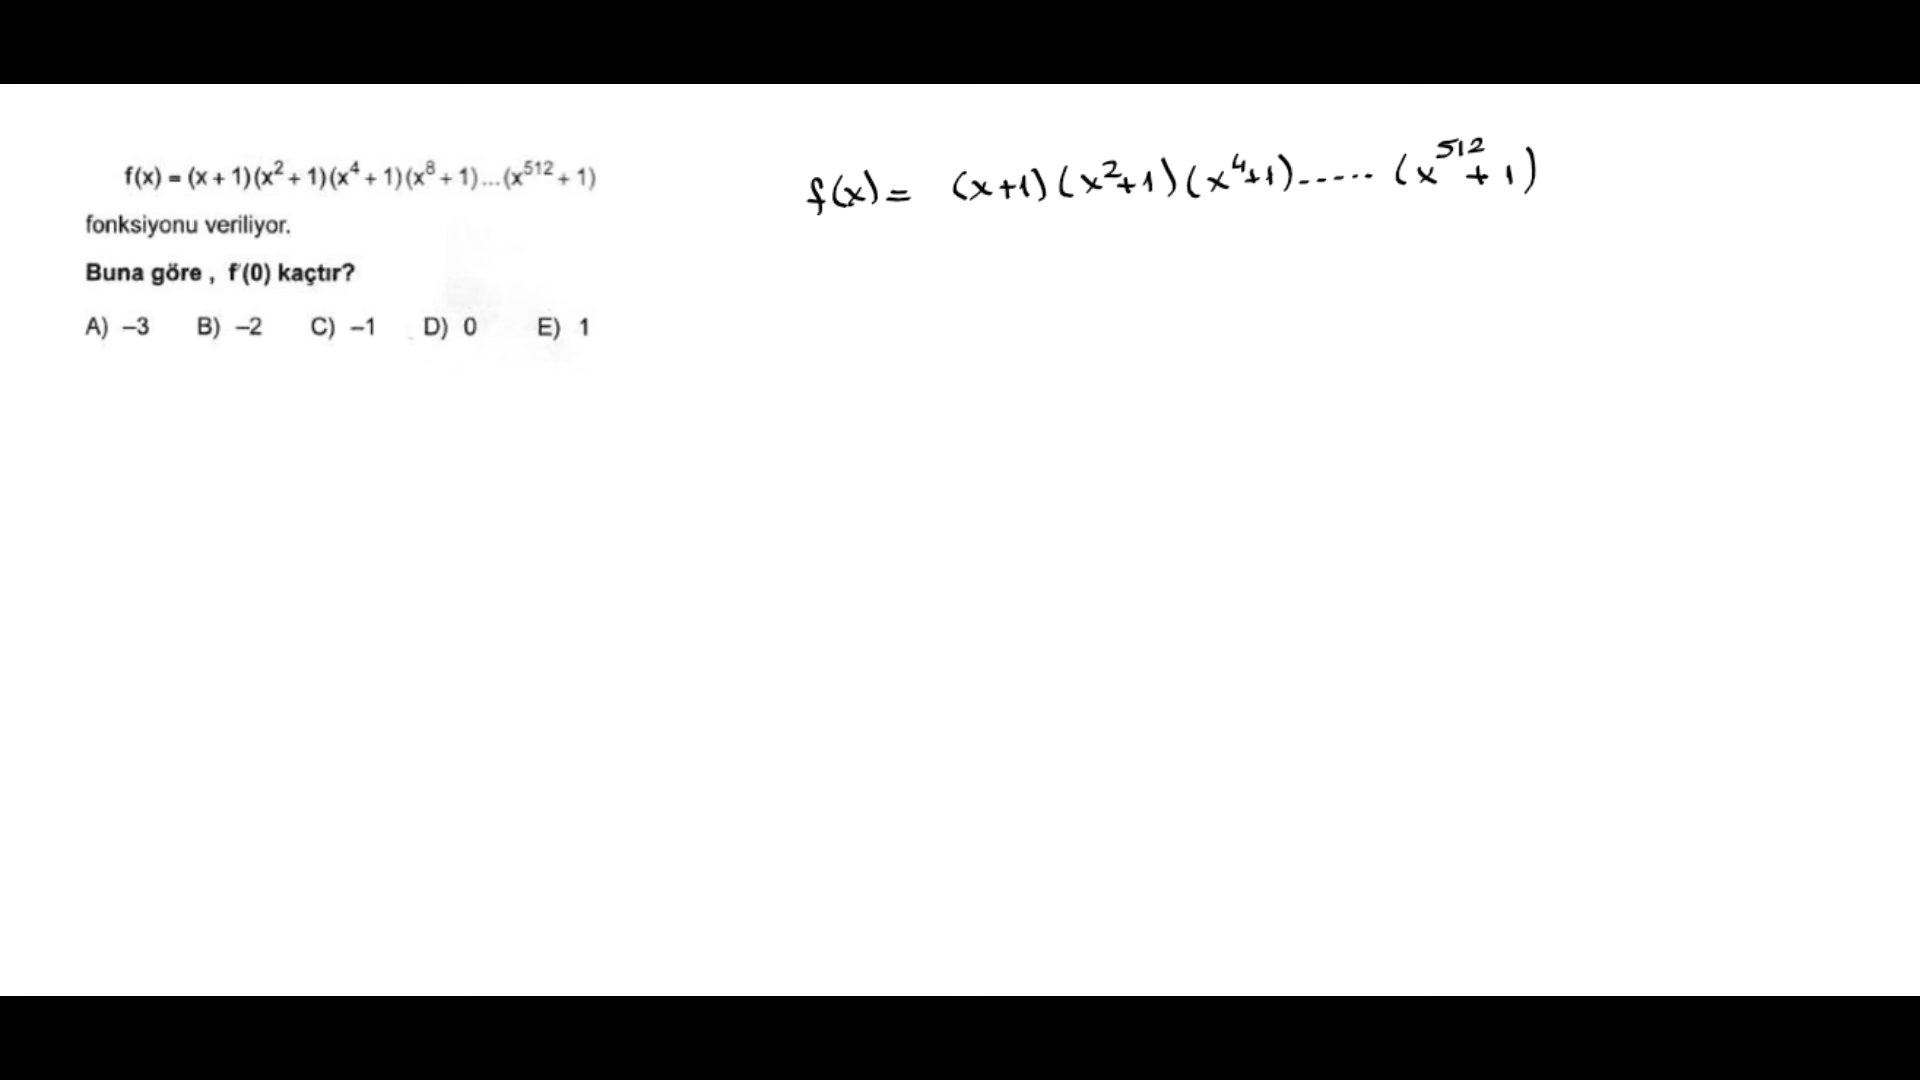 f(x) = (x + 1)(x² + 1)(x⁴ + 1)(x⁸ + 1)...(x⁵¹² + 1)
fonksiyonu veriliyor.
Buna göre , f'(0) kaçtır?
A) –3 B) –2 C) –1 D) 0 E) 1
f(x) = (x+1)(x²+1)(x⁴+1)......(x⁵¹²+1)